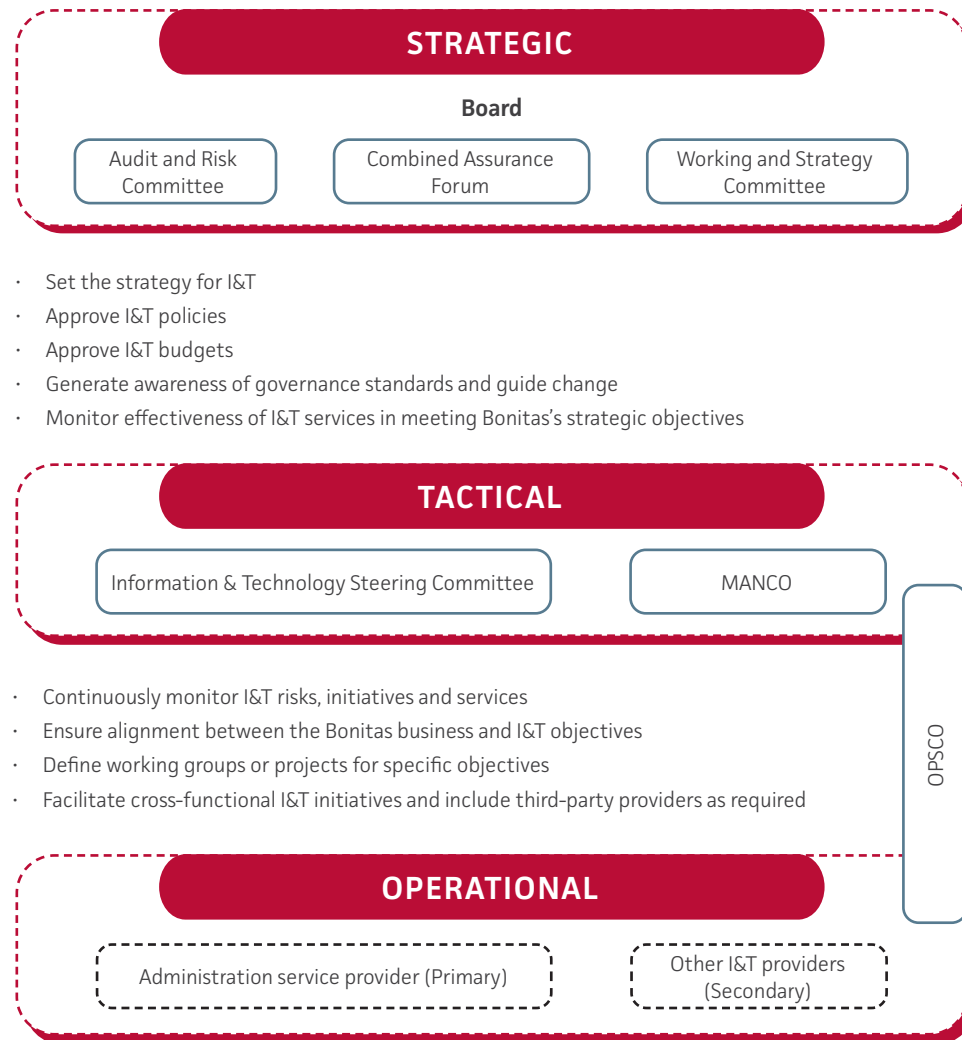 STRATEGIC
Board
Audit and Risk
Committee
Combined Assurance
Forum
Working and Strategy
Committee
· Set the strategy for I&T
· Approve I&T policies
· Approve I&T budgets
· Generate awareness of governance standards and guide change
· Monitor effectiveness of I&T services in meeting Bonitas’s strategic objectives
TACTICAL
Information & Technology Steering Committee
MANCO
OPSCO
· Continuously monitor I&T risks, initiatives and services
· Ensure alignment between the Bonitas business and I&T objectives
· Define working groups or projects for specific objectives
· Facilitate cross-functional I&T initiatives and include third-party providers as required
OPERATIONAL
Administration service provider (Primary)
Other I&T providers
(Secondary)